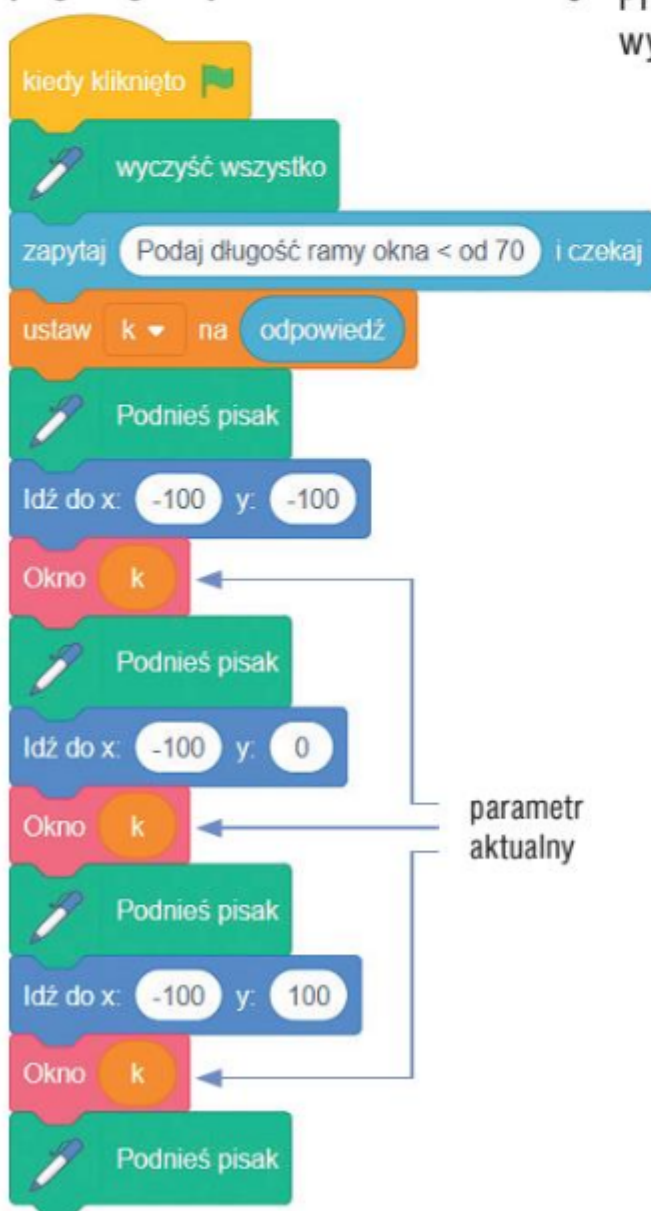 wy
kiedy kliknięto
wyczyść wszystko
zapytaj Podaj długość ramy okna < od 70 i czekaj
ustaw k na odpowiedź
Podnieś pisak
Idź do x: -100 y: -100
Okno k
Podnieś pisak
Idź do x: -100 y: 0
Okno k
parametr
aktualny
Podnieś pisak
Idź do x: -100 y: 100
Okno k
Podnieś pisak